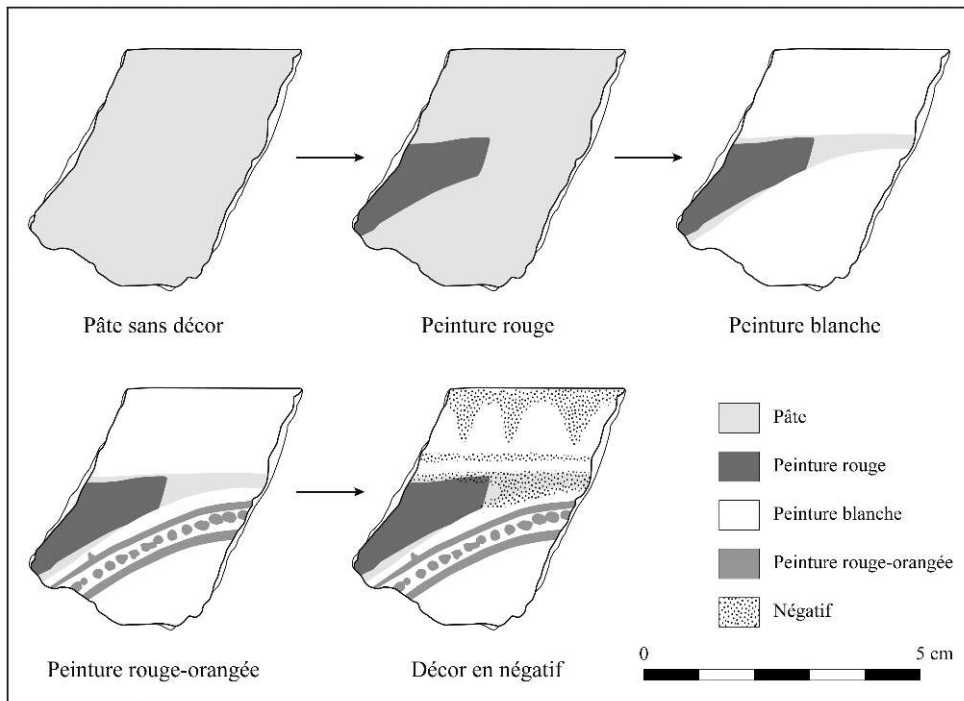 Pâte sans décor
Peinture rouge
Peinture blanche
Peinture rouge-orangée
Décor en négatif
Pâte
Peinture rouge
Peinture blanche
Peinture rouge-orangée
Négatif
0 5 cm